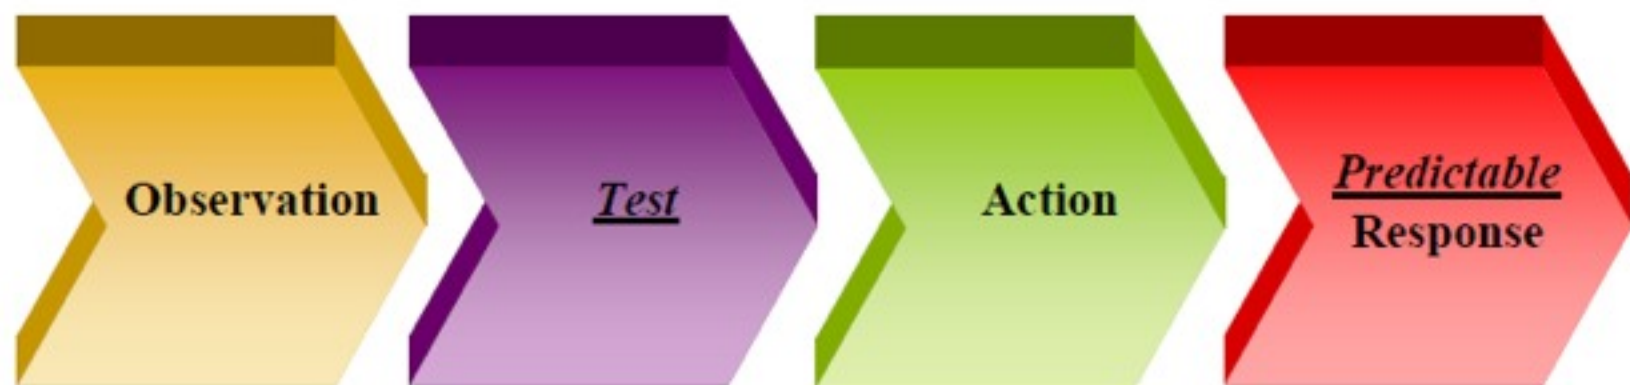 Observation
Test
Action
Predictable
Response